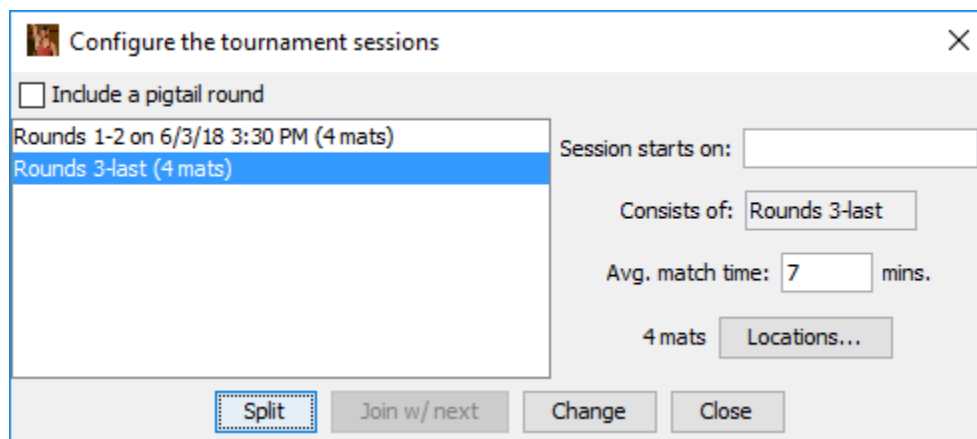 Configure the tournament sessions
Include a pigtail round
Rounds 1-2 on 6/3/18 3:30 PM (4 mats)
Rounds 3-last (4 mats)
Session starts on:
Consists of: Rounds 3-last
Avg. match time: 7 mins.
4 mats Locations...
Split Join w/ next Change Close